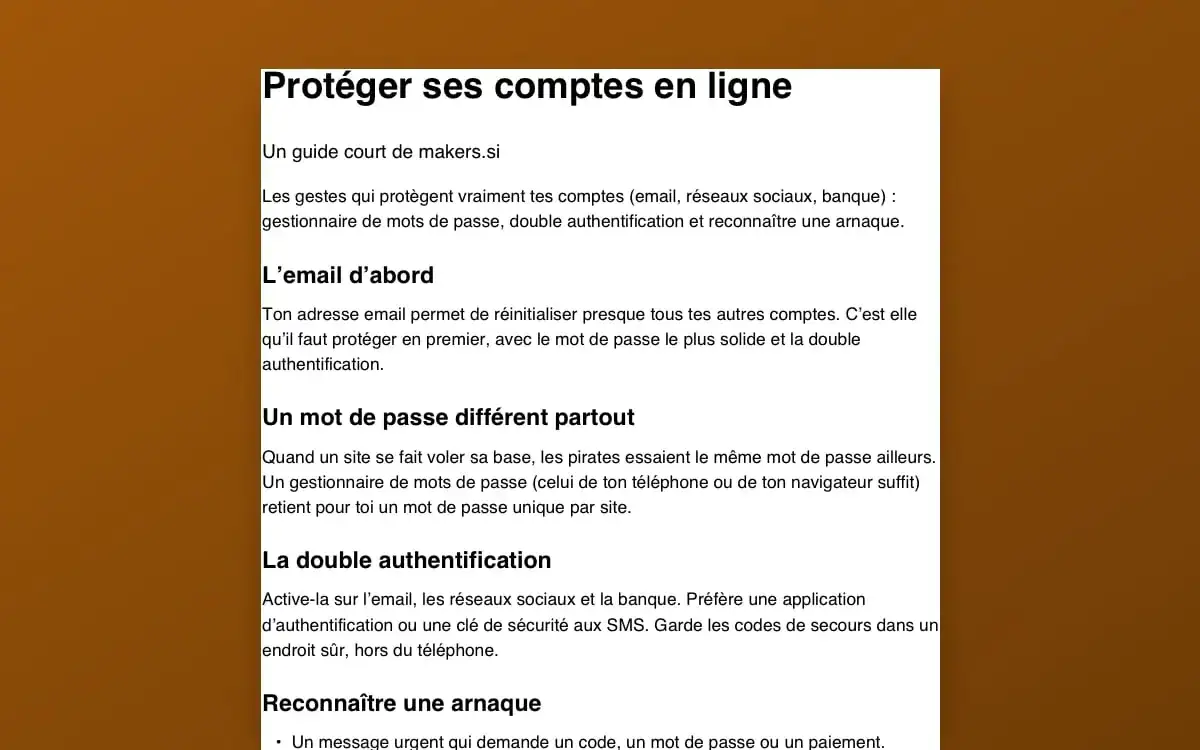 Protéger ses comptes en ligne
Un guide court de makers.si
Les gestes qui protègent vraiment tes comptes (email, réseaux sociaux, banque) :
gestionnaire de mots de passe, double authentification et reconnaître une arnaque.
L’email d’abord
Ton adresse email permet de réinitialiser presque tous tes autres comptes. C’est elle
qu’il faut protéger en premier, avec le mot de passe le plus solide et la double
authentification.
Un mot de passe différent partout
Quand un site se fait voler sa base, les pirates essaient le même mot de passe ailleurs.
Un gestionnaire de mots de passe (celui de ton téléphone ou de ton navigateur suffit)
retient pour toi un mot de passe unique par site.
La double authentification
Active-la sur l’email, les réseaux sociaux et la banque. Préfère une application
d’authentification ou une clé de sécurité aux SMS. Garde les codes de secours dans un
endroit sûr, hors du téléphone.
Reconnaître une arnaque
• Un message urgent qui demande un code, un mot de passe ou un paiement.